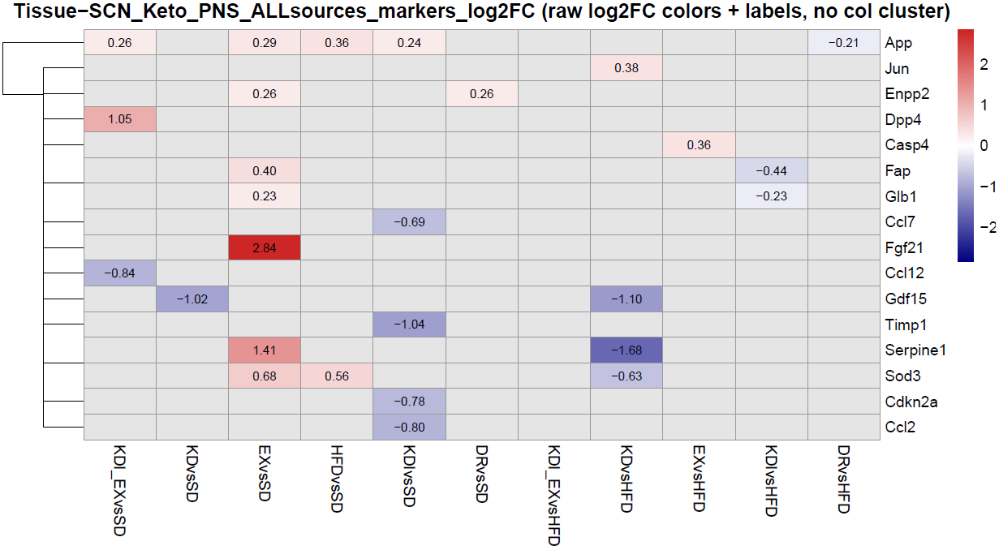 Tissue−SCN_Keto_PNS_ALLsources_markers_log2FC (raw log2FC colors + labels, no col cluster)
0.26 0.29 0.36 0.24 −0.21 App
0.38 Jun
0.26 0.26 Enpp2
1.05 Dpp4
0.36 Casp4
0.40 −0.44 Fap
0.23 −0.23 Glb1
−0.69 Ccl7
2.84 Fgf21
−0.84 Ccl12
−1.02 −1.10 Gdf15
−1.04 Timp1
1.41 −1.68 Serpine1
0.68 0.56 −0.63 Sod3
−0.78 Cdkn2a
−0.80 Ccl2
2
1
0
−1
−2
KDI_EXvsSD
KDvsSD
EXvsSD
HFDvsSD
KDIvsSD
DRvsSD
KDI_EXvsHFD
KDvsHFD
EXvsHFD
KDIvsHFD
DRvsHFD